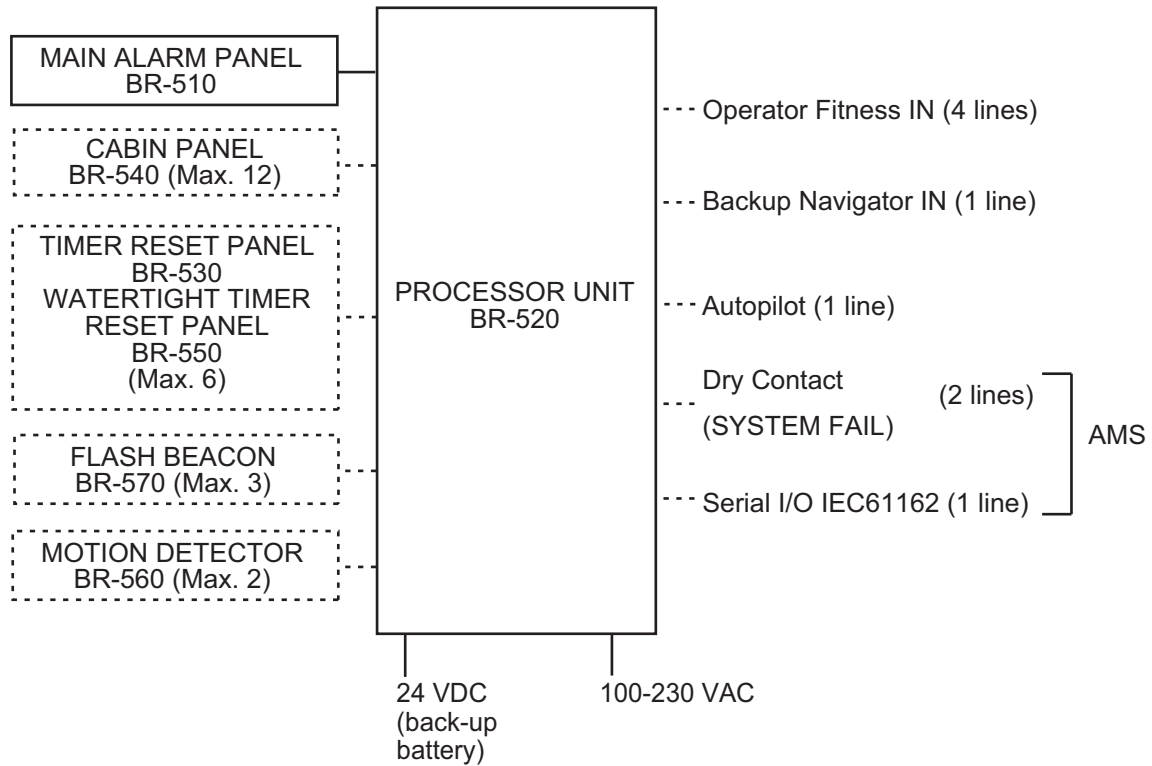 MAIN ALARM PANEL
BR-510
CABIN PANEL
BR-540 (Max. 12)
TIMER RESET PANEL
BR-530
WATERTIGHT TIMER
RESET PANEL
BR-550
(Max. 6)
FLASH BEACON
BR-570 (Max. 3)
MOTION DETECTOR
BR-560 (Max. 2)
PROCESSOR UNIT
BR-520
Operator Fitness IN (4 lines)
Backup Navigator IN (1 line)
Autopilot (1 line)
Dry Contact
(SYSTEM FAIL)
(2 lines)
Serial I/O IEC61162 (1 line)
AMS
24 VDC
(back-up
battery)
100-230 VAC